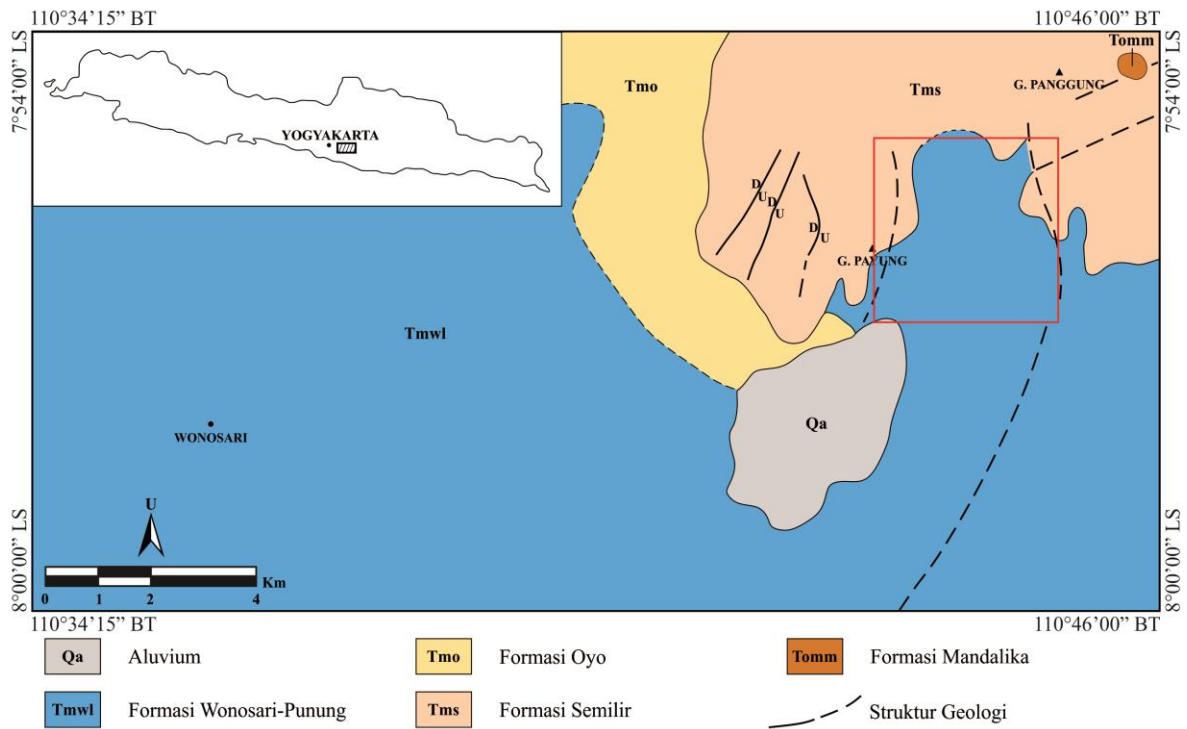 110°34'15” BT
110°46'00” BT
7°54'00” LS
7°54'00” LS
Tomm
G. PANGGUNG
Tmo
Tms
YOGYAKARTA
D
U
D
U
D
U
G. PAYUNG
Tmwl
Qa
WONOSARI
U
0 1 2 4 Km
8°00'00” LS
8°00'00” LS
110°34'15” BT
110°46'00” BT
Qa Aluvium
Tmo Formasi Oyo
Tomm Formasi Mandalika
Tmwl Formasi Wonosari-Punung
Tms Formasi Semilir
Struktur Geologi